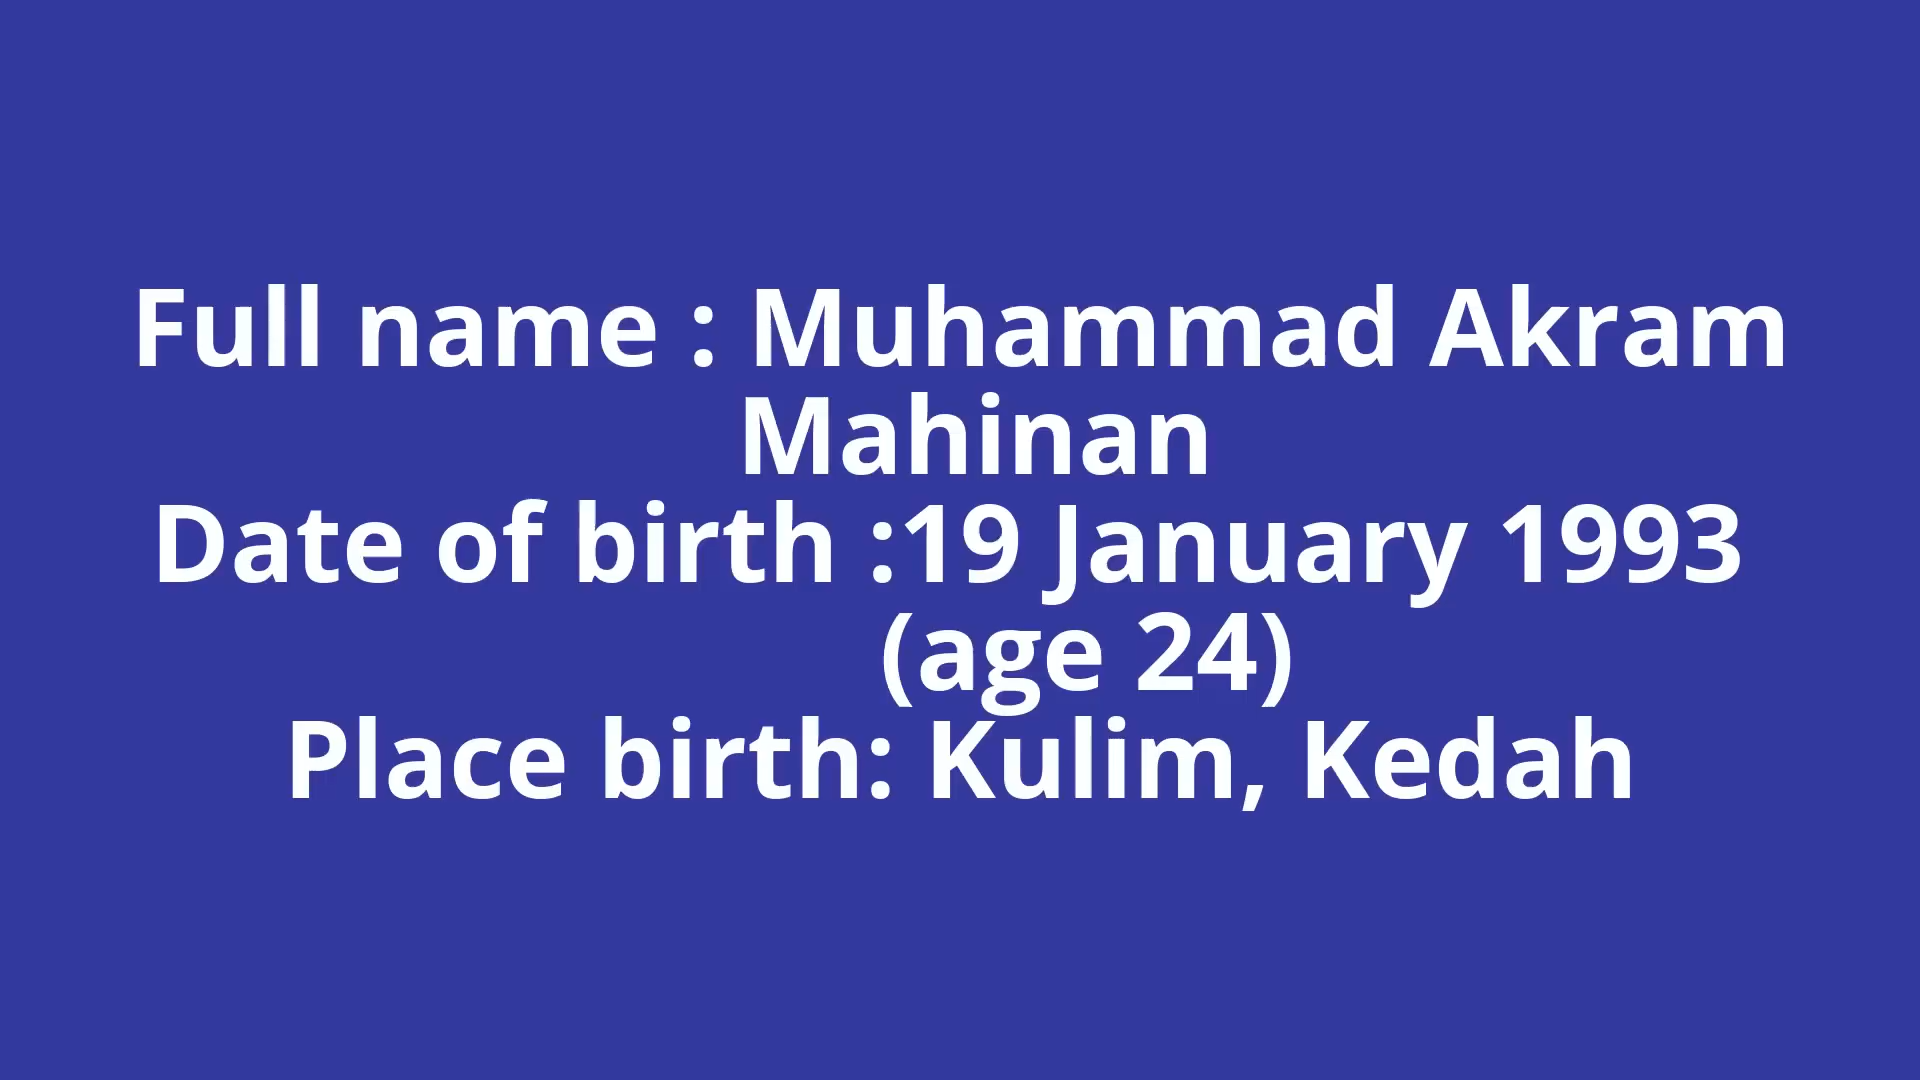 Full name : Muhammad Akram
Mahinan
Date of birth :19 January 1993
(age 24)
Place birth: Kulim, Kedah